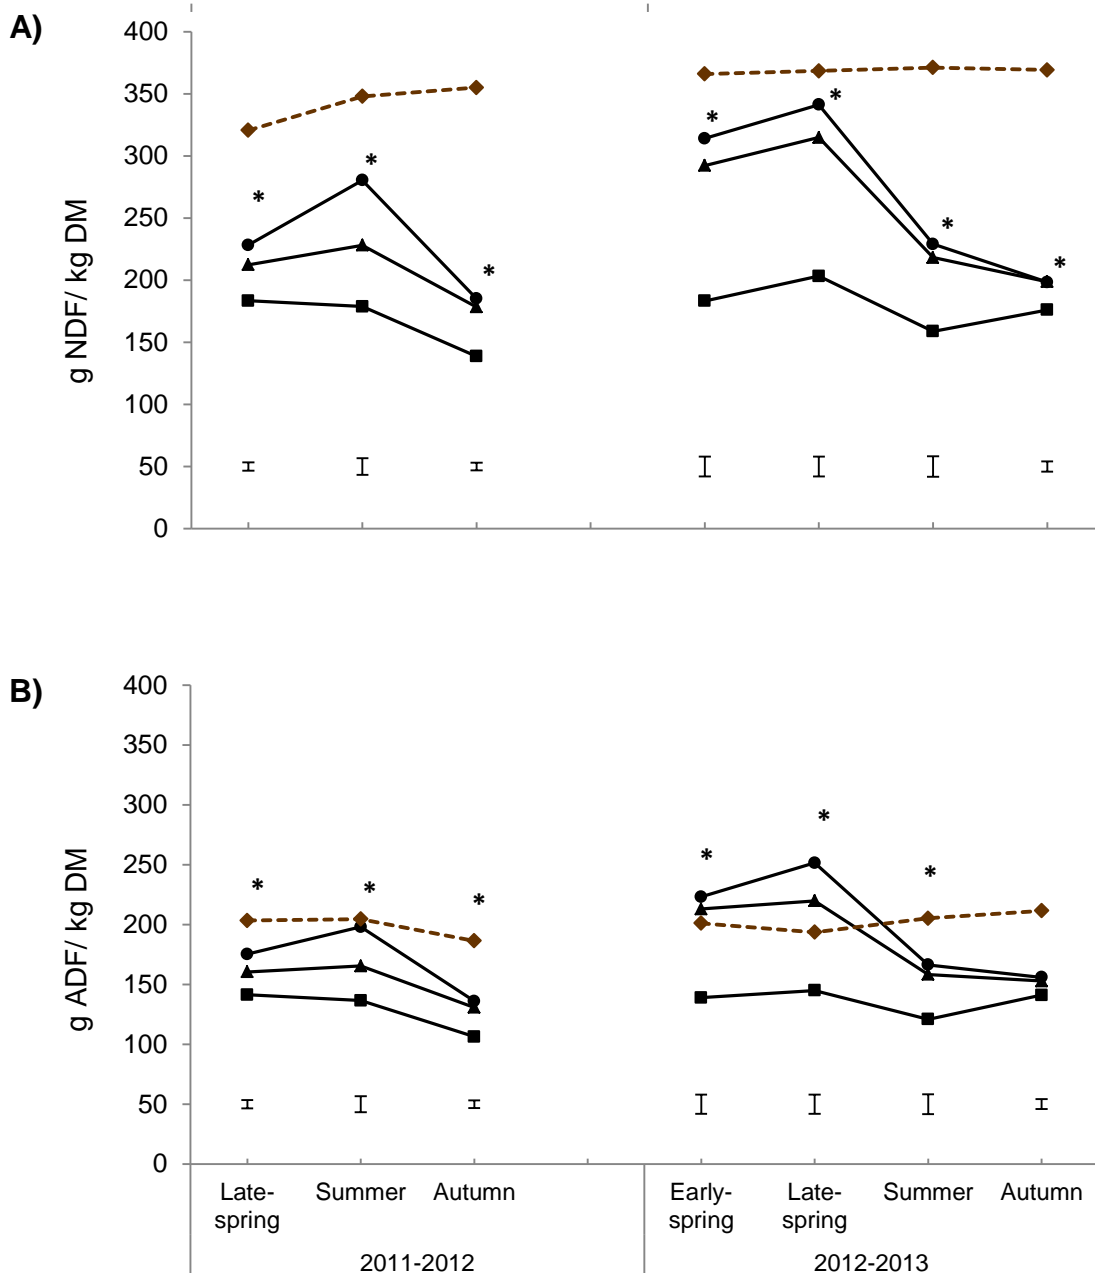 A)
400
350
300
250
200
150
100
50
0
g NDF/ kg DM
*
*
*
*
*
*
*
B)
400
350
300
250
200
150
100
50
0
g ADF/ kg DM
*
*
*
*
*
*
Late-
spring
Summer
Autumn
Early-
spring
Late-
spring
Summer
Autumn
2011-2012
2012-2013